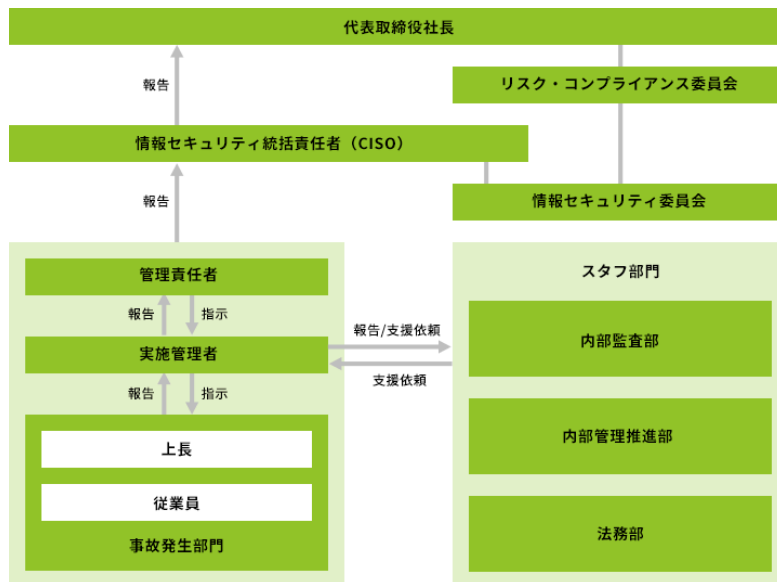 代表取締役社長
報告
リスク・コンプライアンス委員会
情報セキュリティ統括責任者（CISO）
報告
情報セキュリティ委員会
管理責任者
報告
指示
実施管理者
報告
指示
上長
従業員
事故発生部門
報告/支援依頼
支援依頼
スタフ部門
内部監査部
内部管理推進部
法務部